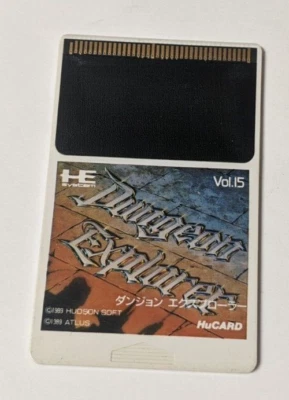 HE
SYSTEM
Vol.15
Dungeon
Explorer
ダンジョン エクスプローラー
©1989 HUDSON SOFT
©1989 ATLUS
HuCARD